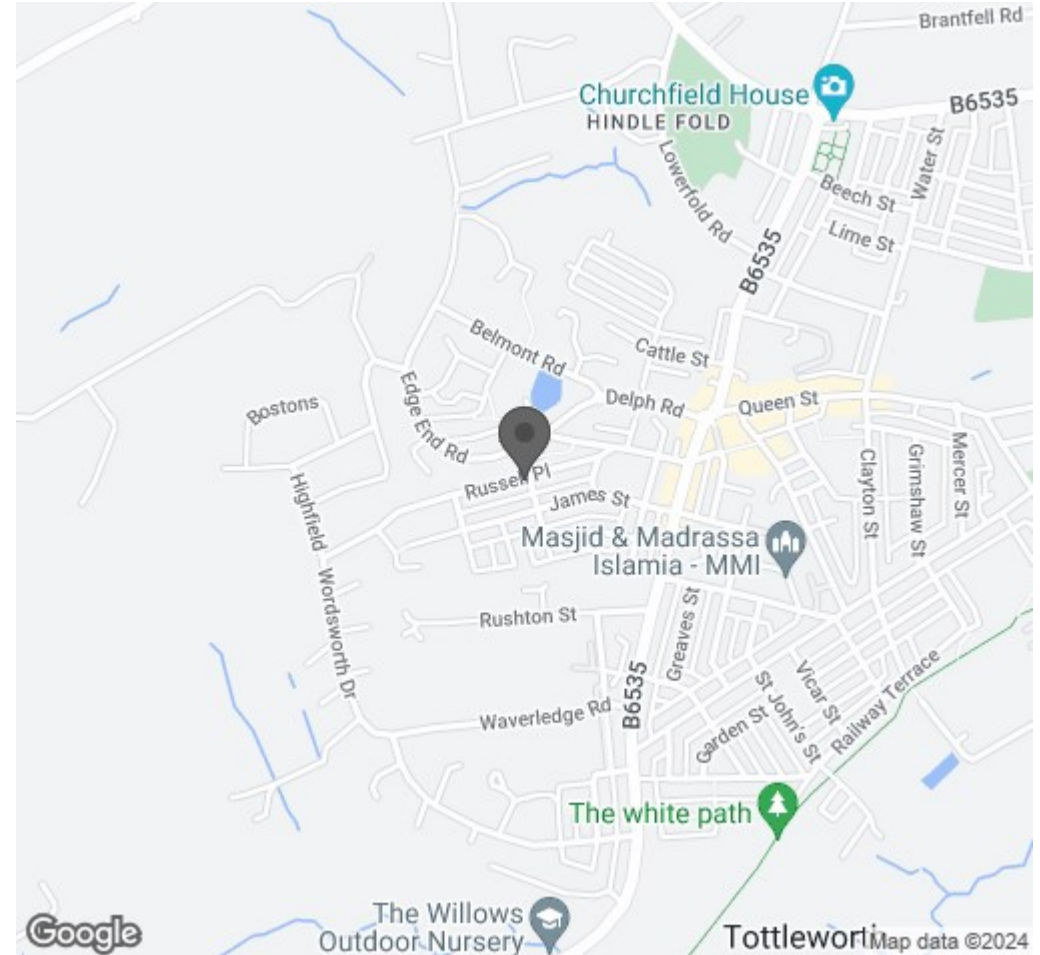 Brantfell Rd
Churchfield House
HINDLE FOLD
B6535
Water St
Lowerfold Rd
Beech St
Lime St
B6535
Belmont Rd
Cattle St
Edge End Rd
Delph Rd
Queen St
Bostons
Mercer St
Grimshaw St
Clayton St
Russell Pl
James St
Highfield
Masjid & Madrassa
Islamia - MMI
Wordsworth Dr
Rushton St
Greaves St
Vicar St
St John's St
Railway Terrace
B6535
Waverledge Rd
Garden St
The white path
The Willows
Outdoor Nursery
Google
Map data ©2024